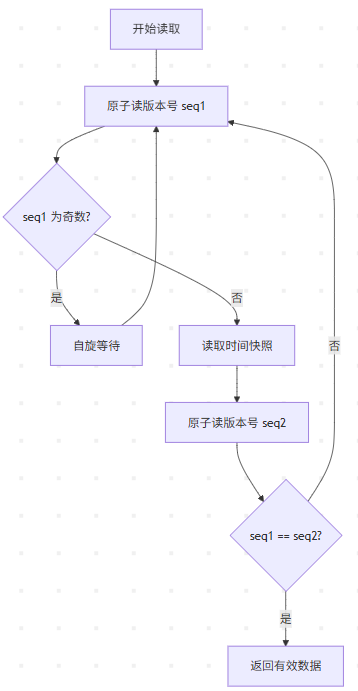 开始读取
原子读版本号 seq1
seq1 为奇数?
是
否
自旋等待
读取时间快照
否
原子读版本号 seq2
seq1 == seq2?
是
返回有效数据